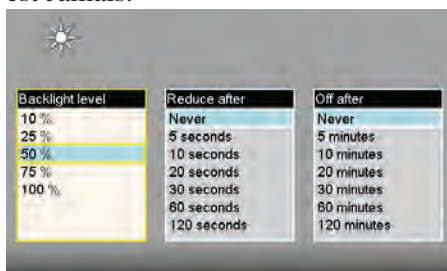 Backlight level
10 %
25 %
50 %
75 %
100 %
Reduce after
Never
5 seconds
10 seconds
20 seconds
30 seconds
60 seconds
120 seconds
Off after
Never
5 minutes
10 minutes
20 minutes
30 minutes
60 minutes
120 minutes